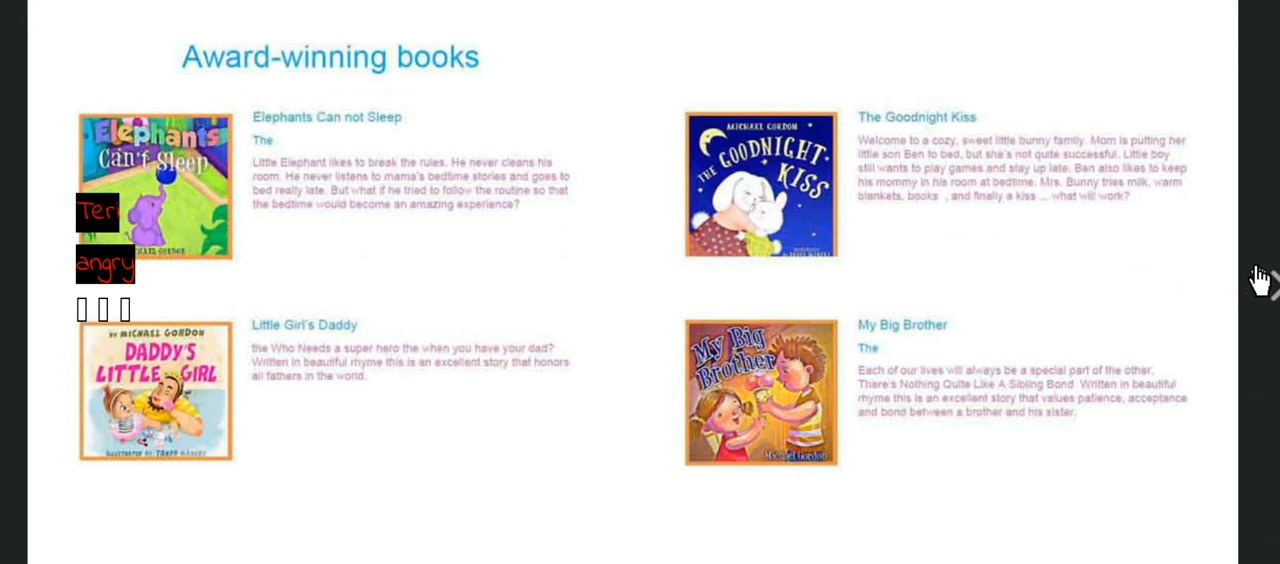 Award-winning books
Elephants
Can't Sleep
Teri
angry
MICHAEL GORDON
Elephants Can not Sleep
The
Little Elephant likes to break the rules. He never cleans his
room. He never listens to mama's bedtime stories and goes to
bed really late. But what if he tried to follow the routine so that
the bedtime would become an amazing experience?
MICHAEL GORDON
THE GOODNIGHT
KISS
The Goodnight Kiss
Welcome to a cozy, sweet little bunny family. Mom is putting her
little son Ben to bed, but she's not quite successful. Little boy
still wants to play games and stay up late. Ben also likes to keep
his mommy in his room at bedtime. Mrs. Bunny tries milk, warm
blankets, books , and finally a kiss ... what will work?
by MICHAEL GORDON
DADDY'S
LITTLE GIRL
ILLUSTRATED BY
Little Girl's Daddy
the Who Needs a super hero the when you have your dad?
Written in beautiful rhyme this is an excellent story that honors
all fathers in the world.
My Big
Brother
Michael Gordon
My Big Brother
The
Each of our lives will always be a special part of the other.
There's Nothing Quite Like A Sibling Bond Written in beautiful
rhyme this is an excellent story that values patience, acceptance
and bond between a brother and his sister.